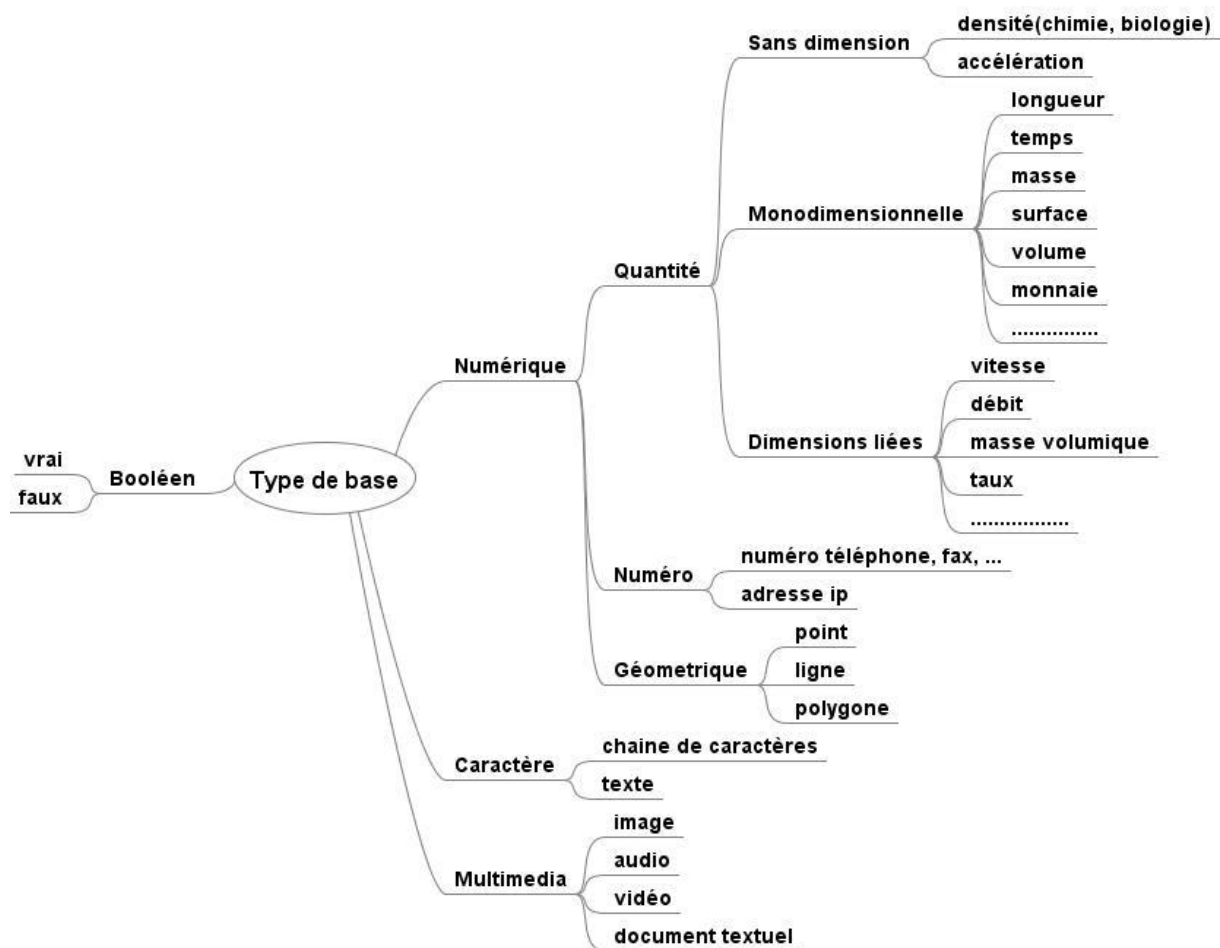 Type de base
Booléen
vrai
faux
Numérique
Quantité
Sans dimension
densité(chimie, biologie)
accélération
Monodimensionnelle
longueur
temps
masse
surface
volume
monnaie
...............
Dimensions liées
vitesse
débit
masse volumique
taux
.................
Numéro
numéro téléphone, fax, ...
adresse ip
Géometrique
point
ligne
polygone
Caractère
chaine de caractères
texte
Multimedia
image
audio
vidéo
document textuel